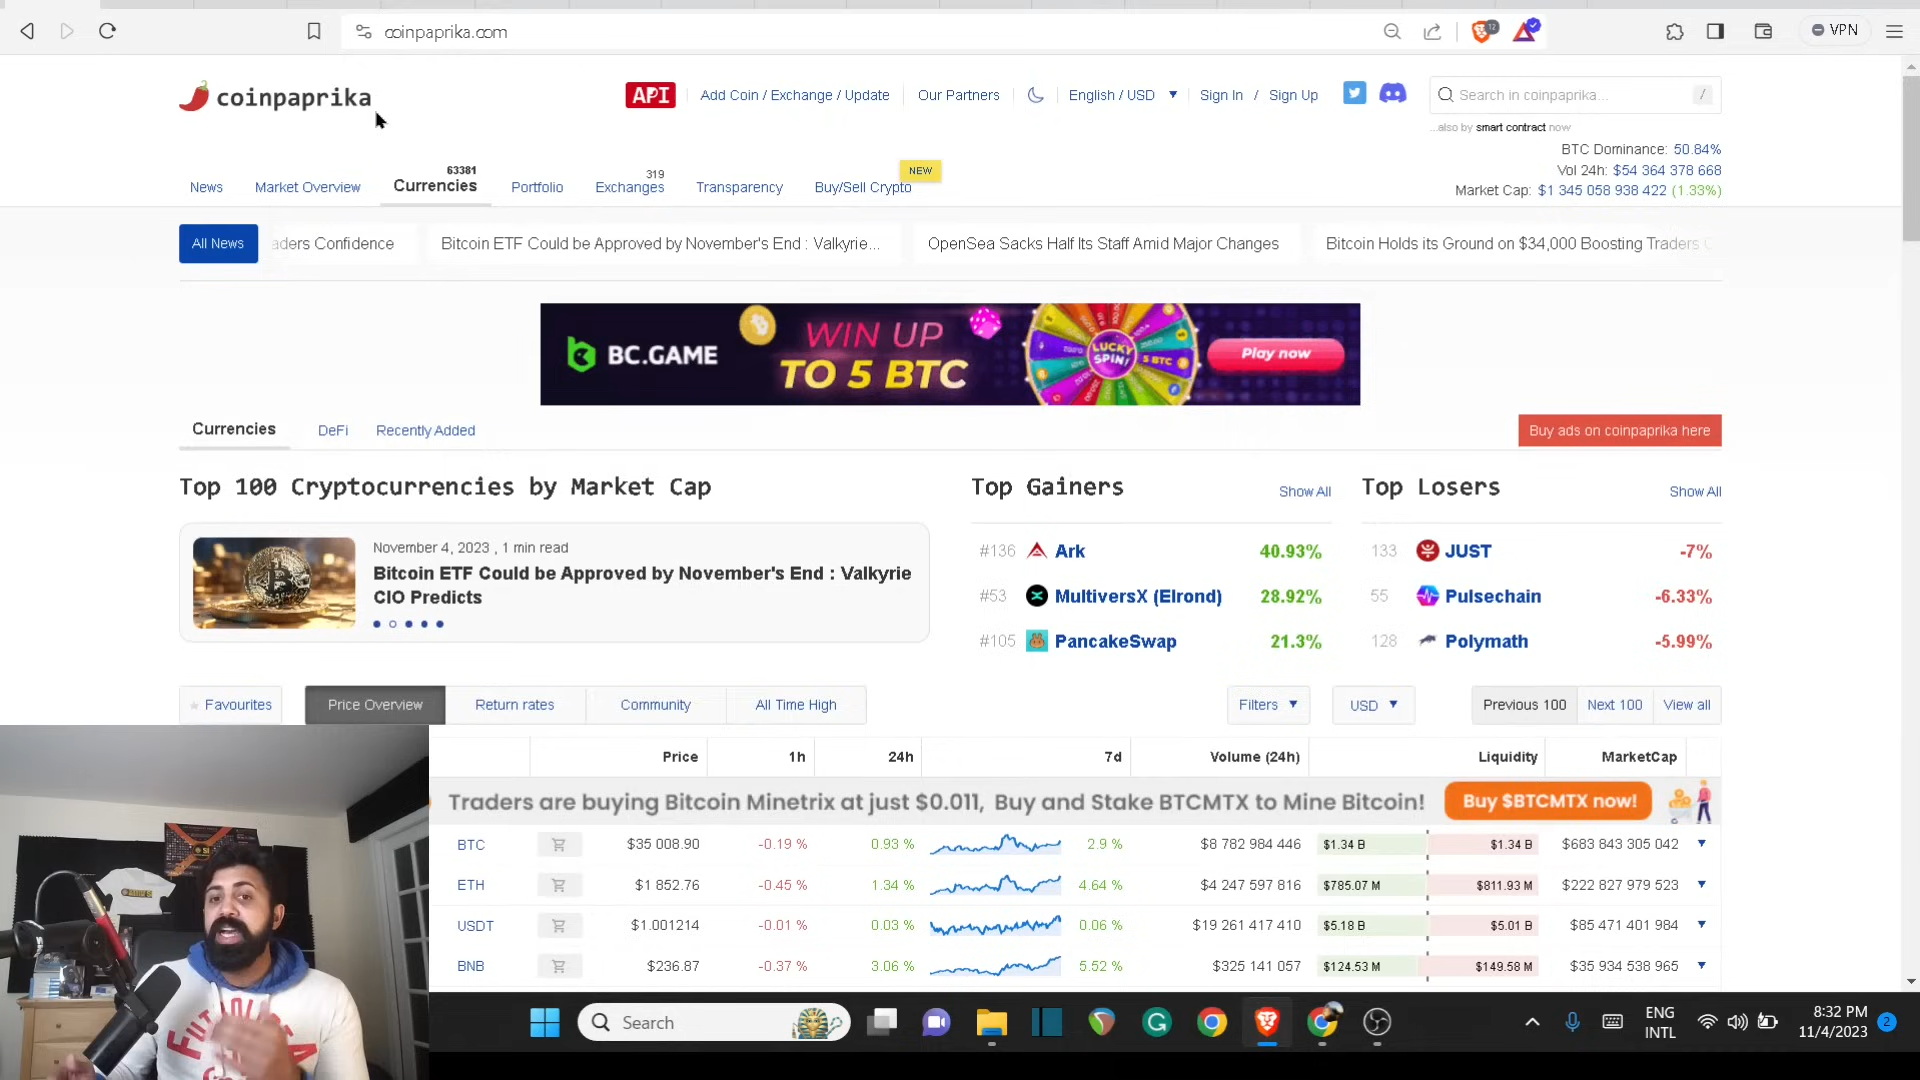 coinpaprika.com
12
VPN
coinpaprika
API
Add Coin / Exchange / Update
Our Partners
English / USD
Sign In / Sign Up
Search in coinpaprika...
/
...also by smart contract now
BTC Dominance: 50.84%
Vol 24h: $54 364 378 668
Market Cap: $1 345 058 938 422 (1.33%)
News
Market Overview
63381
Currencies
Portfolio
319
Exchanges
Transparency
NEW
Buy/Sell Crypto
All News
aders Confidence
Bitcoin ETF Could be Approved by November's End : Valkyrie...
OpenSea Sacks Half Its Staff Amid Major Changes
Bitcoin Holds its Ground on $34,000 Boosting Traders
BC.GAME
WIN UP
TO 5 BTC
LUCKY
SPIN!
5 BTC
Play now
Currencies
DeFi
Recently Added
Buy ads on coinpaprika here
Top 100 Cryptocurrencies by Market Cap
November 4, 2023 , 1 min read
Bitcoin ETF Could be Approved by November's End : Valkyrie
CIO Predicts
Top Gainers
Show All
#136 Ark 40.93%
#53 MultiversX (Elrond) 28.92%
#105 PancakeSwap 21.3%
Top Losers
Show All
133 JUST -7%
55 Pulsechain -6.33%
128 Polymath -5.99%
Favourites
Price Overview
Return rates
Community
All Time High
Filters
USD
Previous 100
Next 100
View all
Price 1h 24h 7d Volume (24h) Liquidity MarketCap
Traders are buying Bitcoin Minetrix at just $0.011, Buy and Stake BTCMTX to Mine Bitcoin!
Buy $BTCMTX now!
BTC $35 008.90 -0.19 % 0.93 % 2.9 % $8 782 984 446 $1.34 B $1.34 B $683 843 305 042
ETH $1 852.76 -0.45 % 1.34 % 4.64 % $4 247 597 816 $785.07 M $811.93 M $222 827 979 523
USDT $1.001214 -0.01 % 0.03 % 0.06 % $19 261 417 410 $5.18 B $5.01 B $85 471 401 984
BNB $236.87 -0.37 % 3.06 % 5.52 % $325 141 057 $124.53 M $149.58 M $35 934 538 965
Search
ENG
INTL
8:32 PM
11/4/2023
2